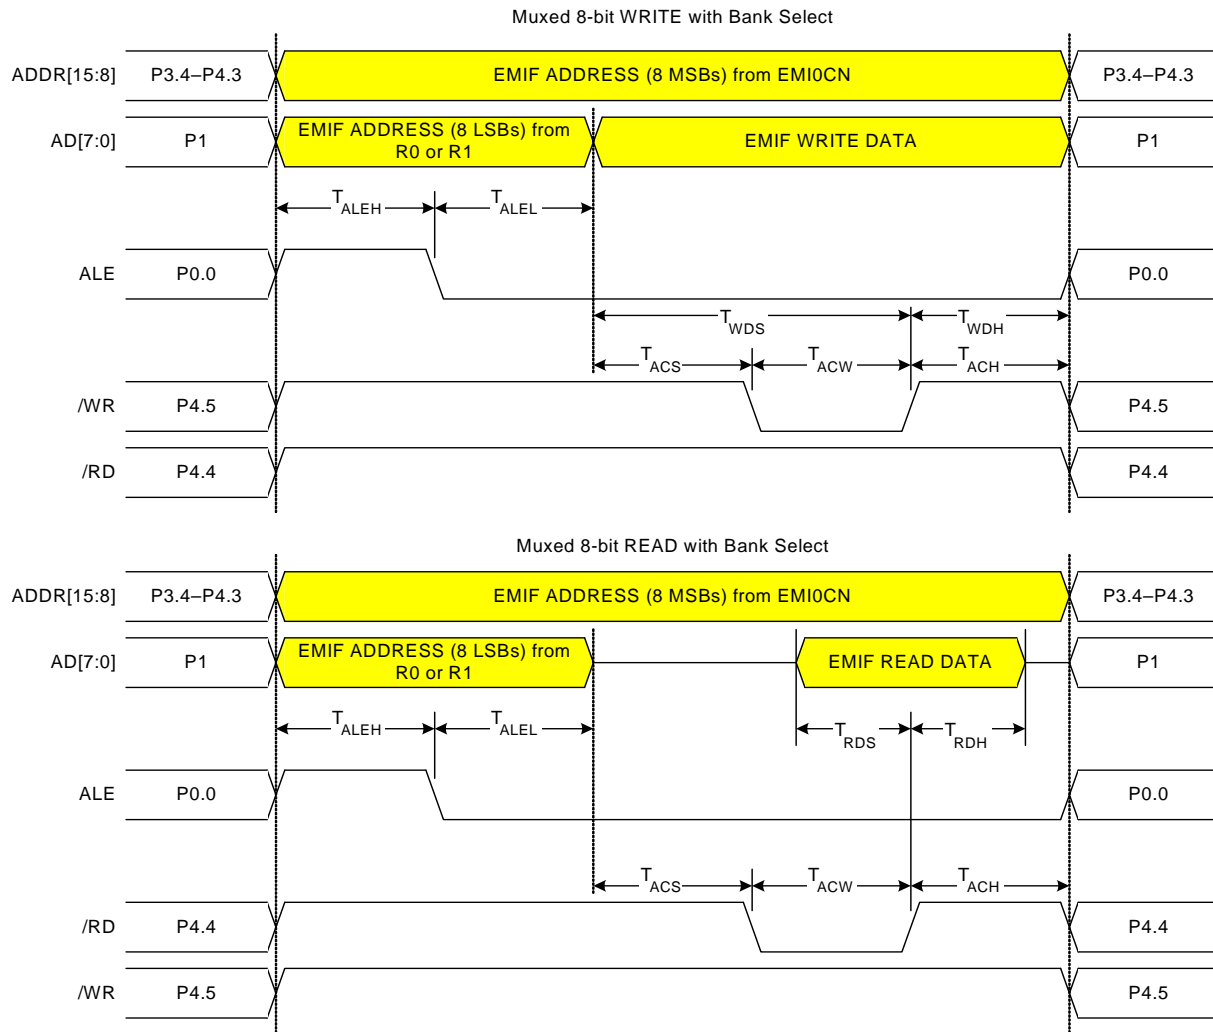 Muxed 8-bit WRITE with Bank Select
ADDR[15:8] P3.4–P4.3 EMIF ADDRESS (8 MSBs) from EMI0CN P3.4–P4.3
AD[7:0] P1 EMIF ADDRESS (8 LSBs) from R0 or R1 EMIF WRITE DATA P1
TALEH TALEL
ALE P0.0 P0.0
TWDS TWDH
TACS TACW TACH
/WR P4.5 P4.5
/RD P4.4 P4.4
Muxed 8-bit READ with Bank Select
ADDR[15:8] P3.4–P4.3 EMIF ADDRESS (8 MSBs) from EMI0CN P3.4–P4.3
AD[7:0] P1 EMIF ADDRESS (8 LSBs) from R0 or R1 EMIF READ DATA P1
TALEH TALEL TRDS TRDH
ALE P0.0 P0.0
TACS TACW TACH
/RD P4.4 P4.4
/WR P4.5 P4.5